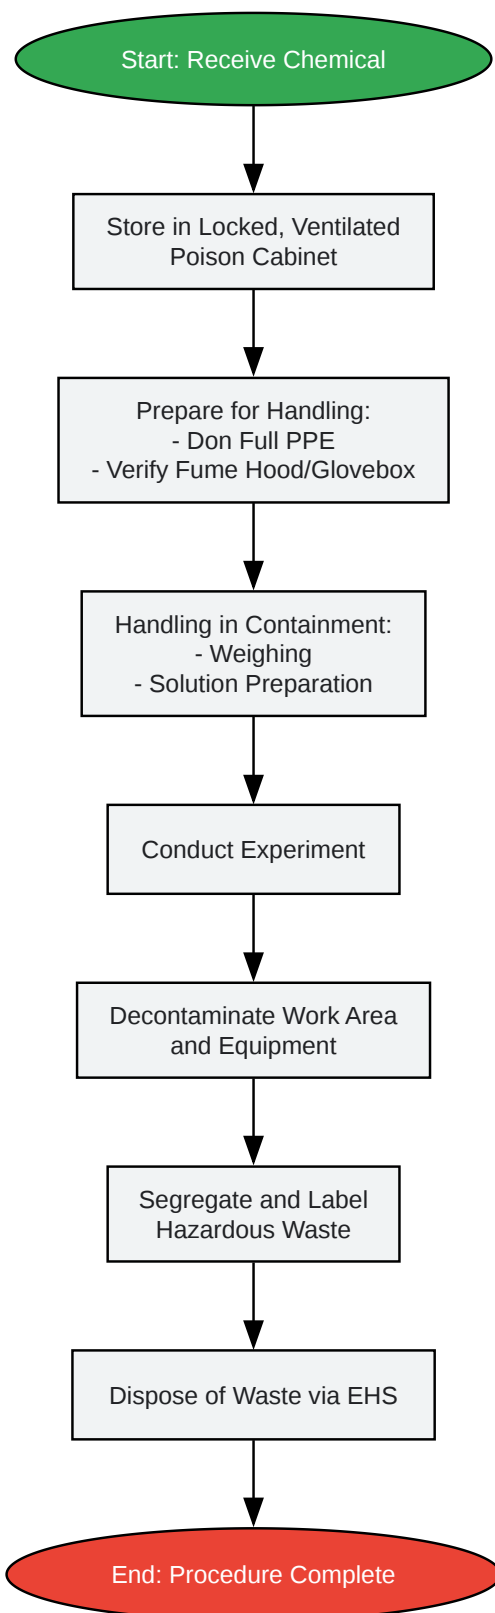 Start: Receive Chemical
Store in Locked, Ventilated
Poison Cabinet
Prepare for Handling:
- Don Full PPE
- Verify Fume Hood/Glovebox
Handling in Containment:
- Weighing
- Solution Preparation
Conduct Experiment
Decontaminate Work Area
and Equipment
Segregate and Label
Hazardous Waste
Dispose of Waste via EHS
End: Procedure Complete